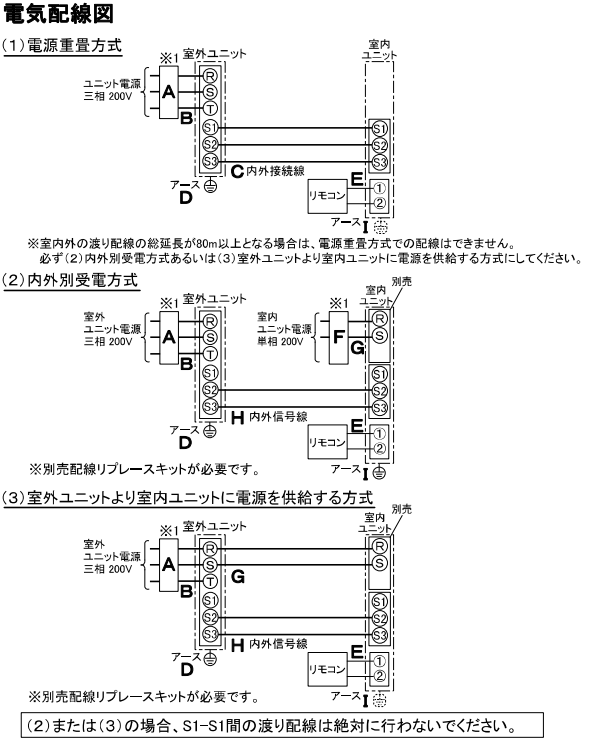 電気配線図
(1)電源重畳方式
※1
室外ユニット
室内
ユニット
ユニット電源
三相200V
A
B
R
S
T
S1
S2
S3
S1
S2
S3
C 内外接続線
アース
D
リモコン
E
①
②
アース I
※室内外の渡り配線の総延長が80m以上となる場合は、電源重畳方式での配線はできません。
必ず(2)内外別受電方式あるいは(3)室外ユニットより室内ユニットに電源を供給する方式にしてください。
(2)内外別受電方式
※1
室外ユニット
※1
室内
ユニット
別売
室外
ユニット電源
三相200V
A
B
R
S
T
S1
S2
S3
室内
ユニット電源
単相200V
F
G
R
S
S1
S2
S3
H 内外信号線
アース
D
リモコン
E
①
②
アース I
※別売配線リプレースキットが必要です。
(3)室外ユニットより室内ユニットに電源を供給する方式
※1
室外ユニット
室内
ユニット
別売
室外
ユニット電源
三相200V
A
B
R
S
T
S1
S2
S3
G
R
S
S1
S2
S3
H 内外信号線
アース
D
リモコン
E
①
②
アース I
※別売配線リプレースキットが必要です。
(2)または(3)の場合、S1-S1間の渡り配線は絶対に行わないでください。